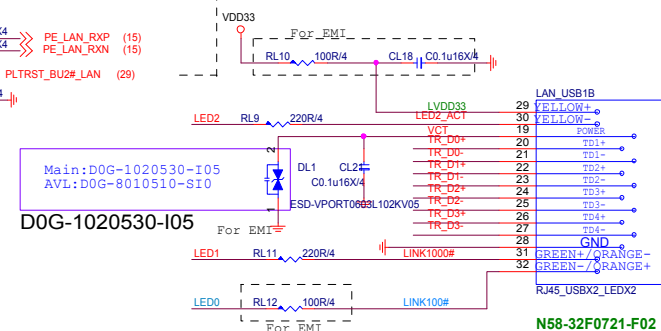 VDD33
For EMI
PE_LAN_RXP (15)
PE_LAN_RXN (15)
RL10 100R/4 CL18 C0.1u16X/4
PLTRST_BU2#_LAN (29)
LAN_USB1B
LVDD33 29 YELLOW+
LED2 RL9 220R/4 LED2_ACT 30 YELLOW-
VCT 19 POWER
TR_D0+ 20 TD1+
TR_D0- 21 TD1-
TR_D1+ 22 TD2+
TR_D1- 23 TD2-
TR_D2+ 24 TD3+
TR_D2- 25 TD3-
TR_D3+ 26 TD4+
TR_D3- 27 TD4-
28 GND
2
Main:D0G-1020530-I05
AVL:D0G-8010510-SI0
DL1 CL21
C0.1u16X/4
1 ESD-VPORT0603L102KV05
D0G-1020530-I05
For EMI
LED1 RL11 220R/4 LINK1000# 31 GREEN+/ORANGE-
32 GREEN-/ORANGE+
RJ45_USBX2_LEDX2
LED0 RL12 100R/4 LINK100#
For EMI
N58-32F0721-F02